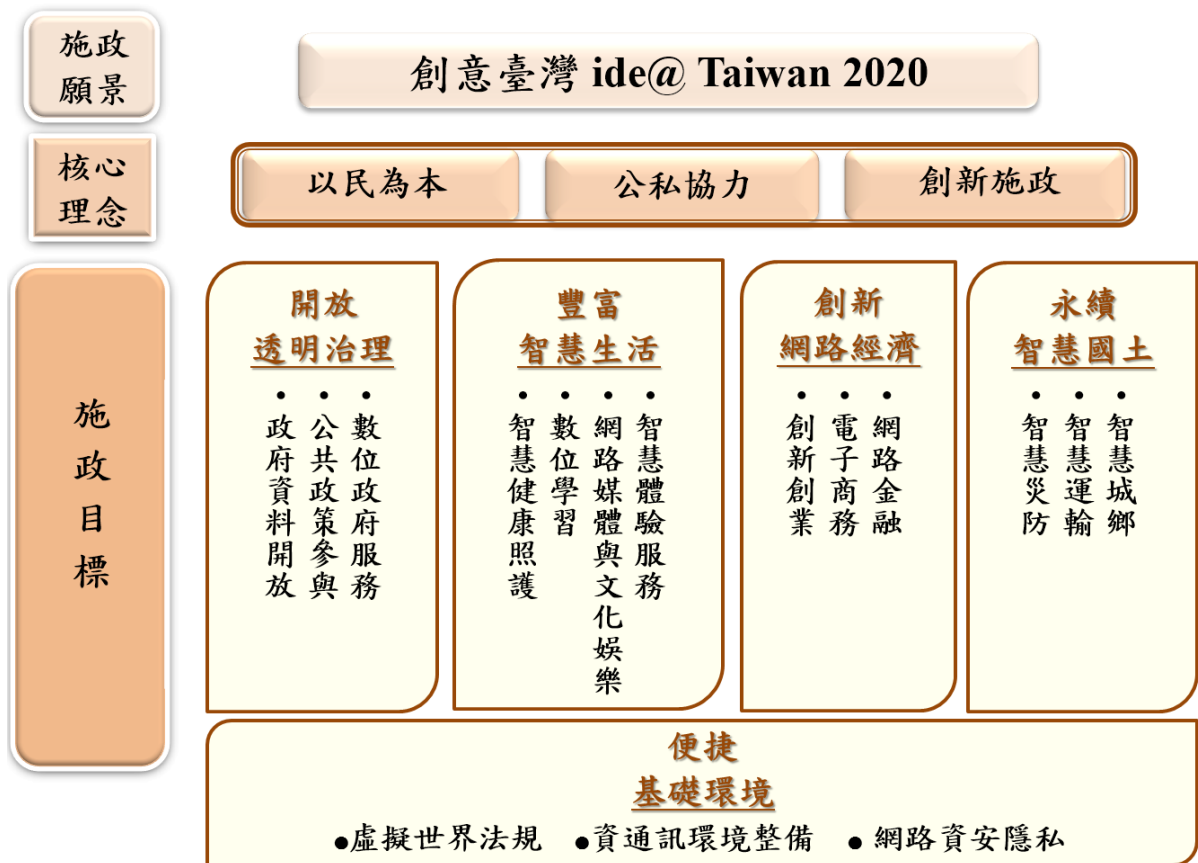 施政
願景
創意臺灣 ide@ Taiwan 2020
核心
理念
以民為本
公私協力
創新施政
施政目標
開放
透明治理
• 政府資料開放
• 公共政策參與
• 數位政府服務
豐富
智慧生活
• 智慧健康照護
• 數位學習
• 網路媒體與文化娛樂
• 智慧體驗服務
創新
網路經濟
• 創新創業
• 電子商務
• 網路金融
永續
智慧國土
• 智慧災防
• 智慧運輸
• 智慧城鄉
便捷
基礎環境
●虛擬世界法規 ●資通訊環境整備 ● 網路資安隱私